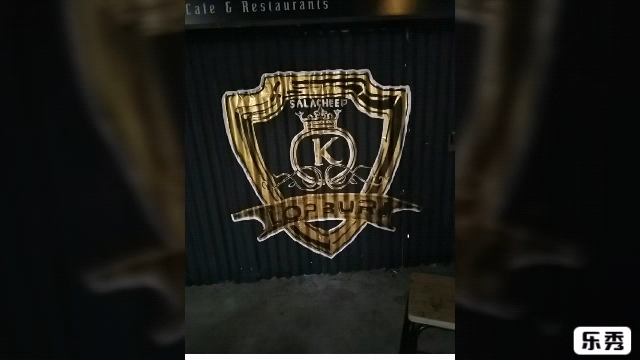 Cafe & Restaurants
SALACHEEP
K
LOPBURI
乐秀